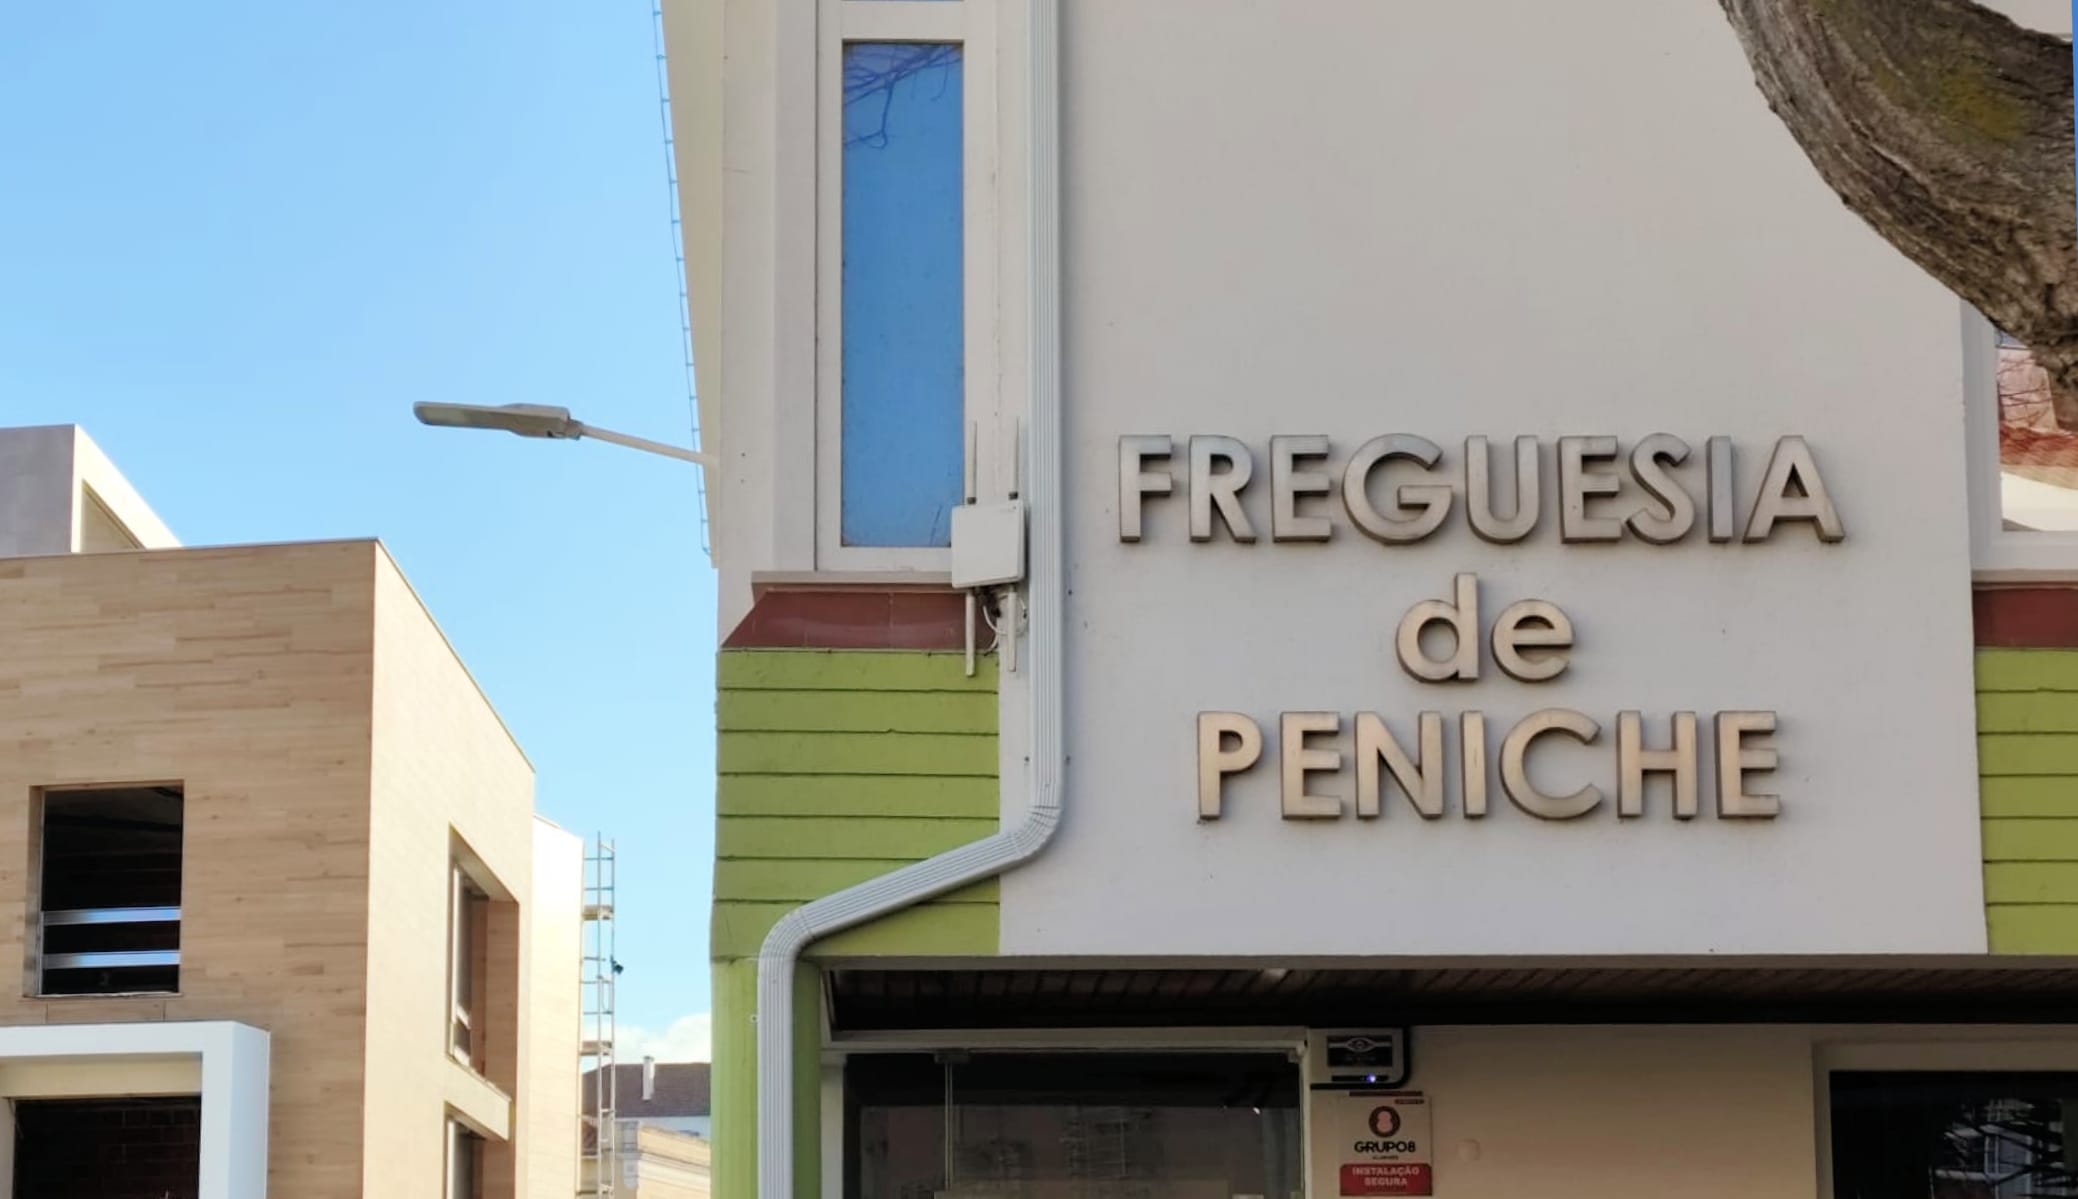 FREGUESIA
de
PENICHE
GRUPO8
INSTALAÇÃO
SEGURA